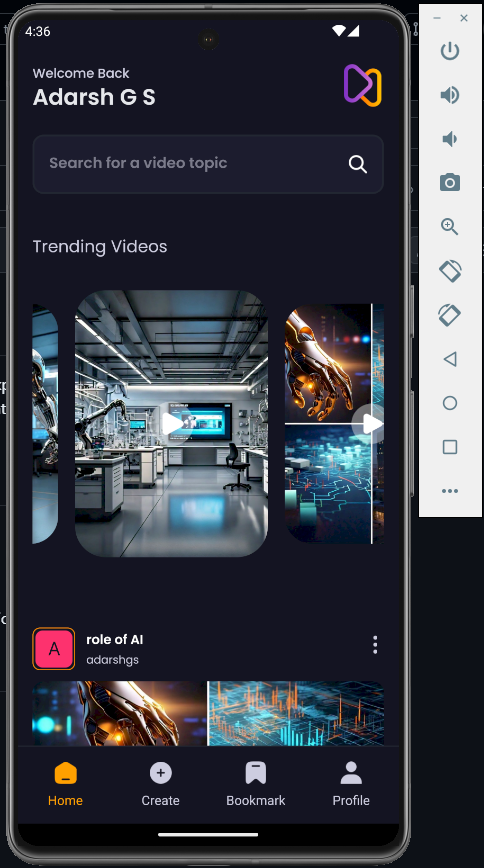 4:36
Welcome Back
Adarsh G S
Search for a video topic
Trending Videos
role of AI
A
adarshgs
Home
Create
Bookmark
Profile